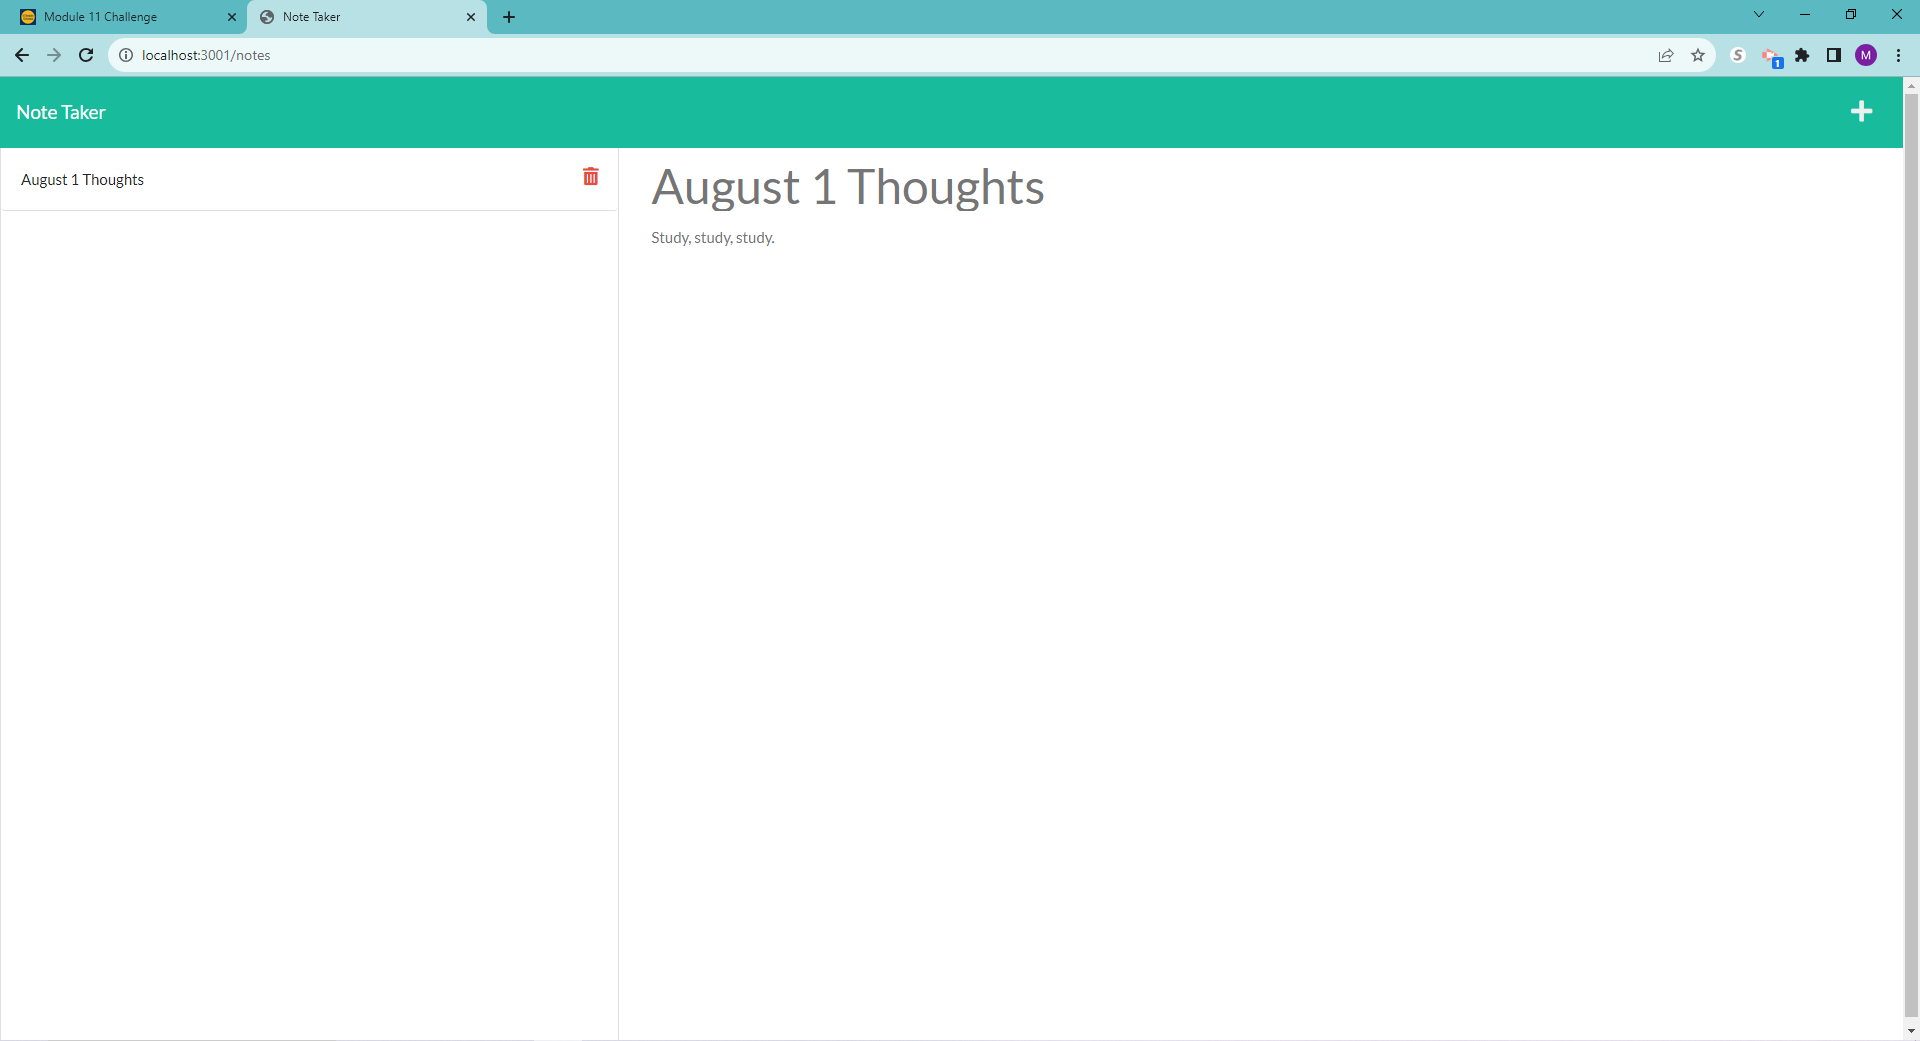 Module 11 Challenge
Note Taker
localhost:3001/notes
S
1
M
Note Taker
August 1 Thoughts
August 1 Thoughts
Study, study, study.